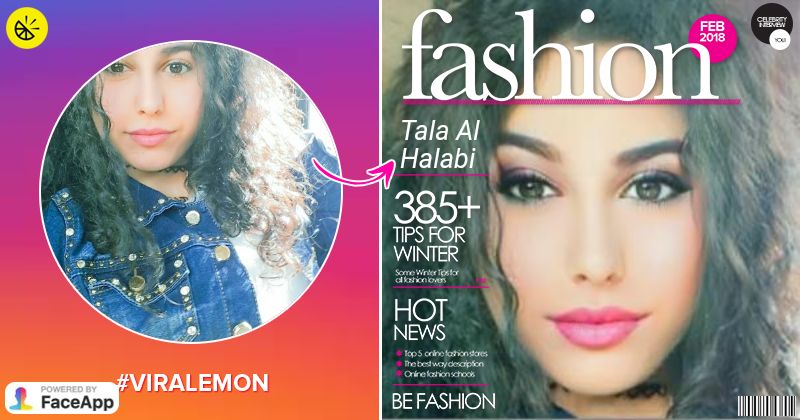 #VIRALEMON
POWERED BY
FaceApp
fashion
FEB
2018
CELEBRITY
INTERVIEW
YOU!
Tala Al
Halabi
385+
TIPS FOR
WINTER
Some Winter Tips for
all fashion lovers
HOT
NEWS
Top 5 online fashion stores
The best way description
Online fashion schools
BE FASHION